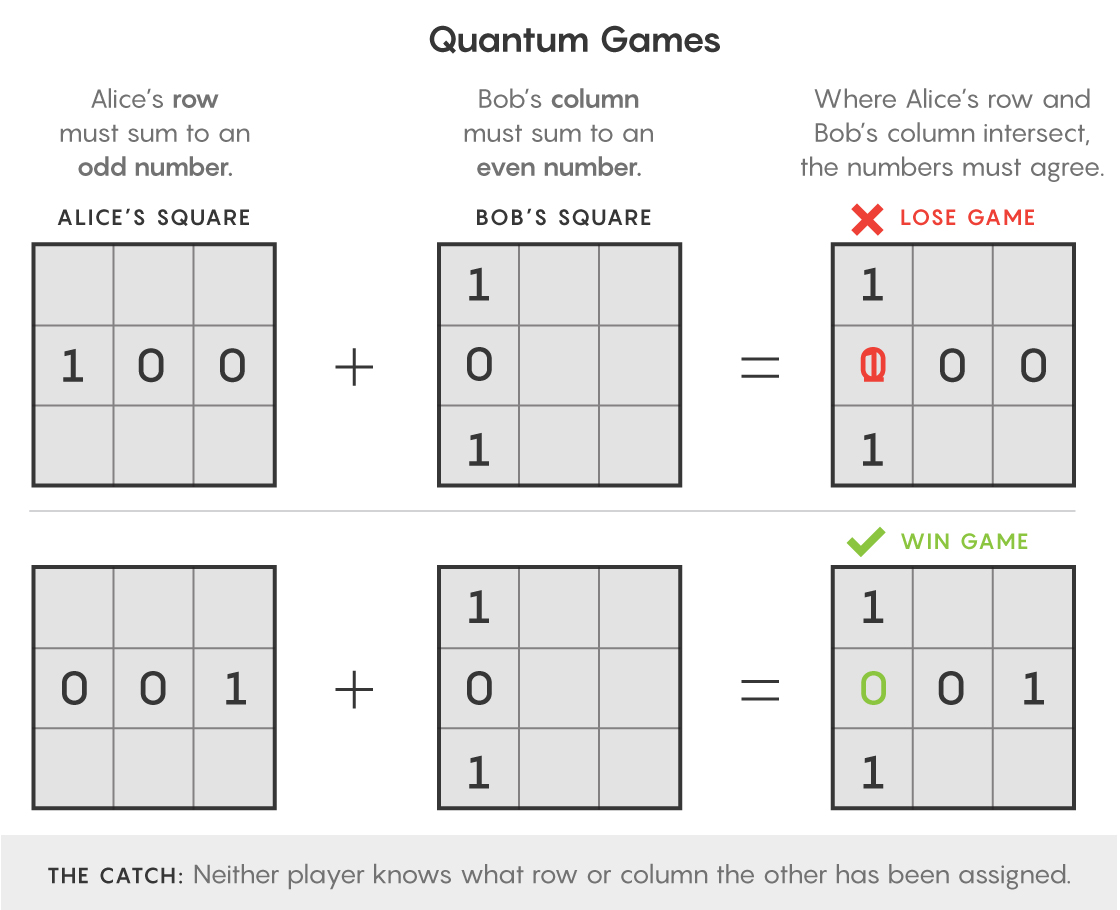 Quantum Games
Alice’s row
must sum to an
odd number.
Bob’s column
must sum to an
even number.
Where Alice’s row and
Bob’s column intersect,
the numbers must agree.
ALICE’S SQUARE
BOB’S SQUARE
LOSE GAME
1 0 0
+
1
0
1
=
1
0 0
1
WIN GAME
0 0 1
+
1
0
1
=
1
0 0 1
1
THE CATCH: Neither player knows what row or column the other has been assigned.